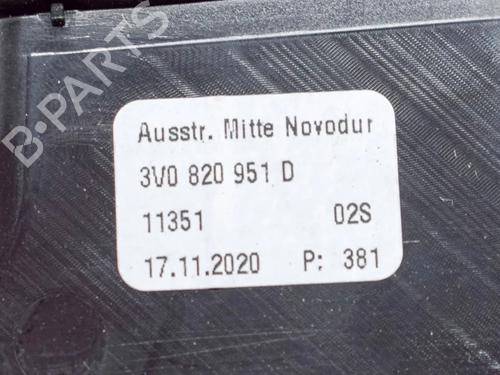 B-PARTS
Ausstr. Mitte Novodur
3V0 820 951 D
11351 02S
17.11.2020 P: 381